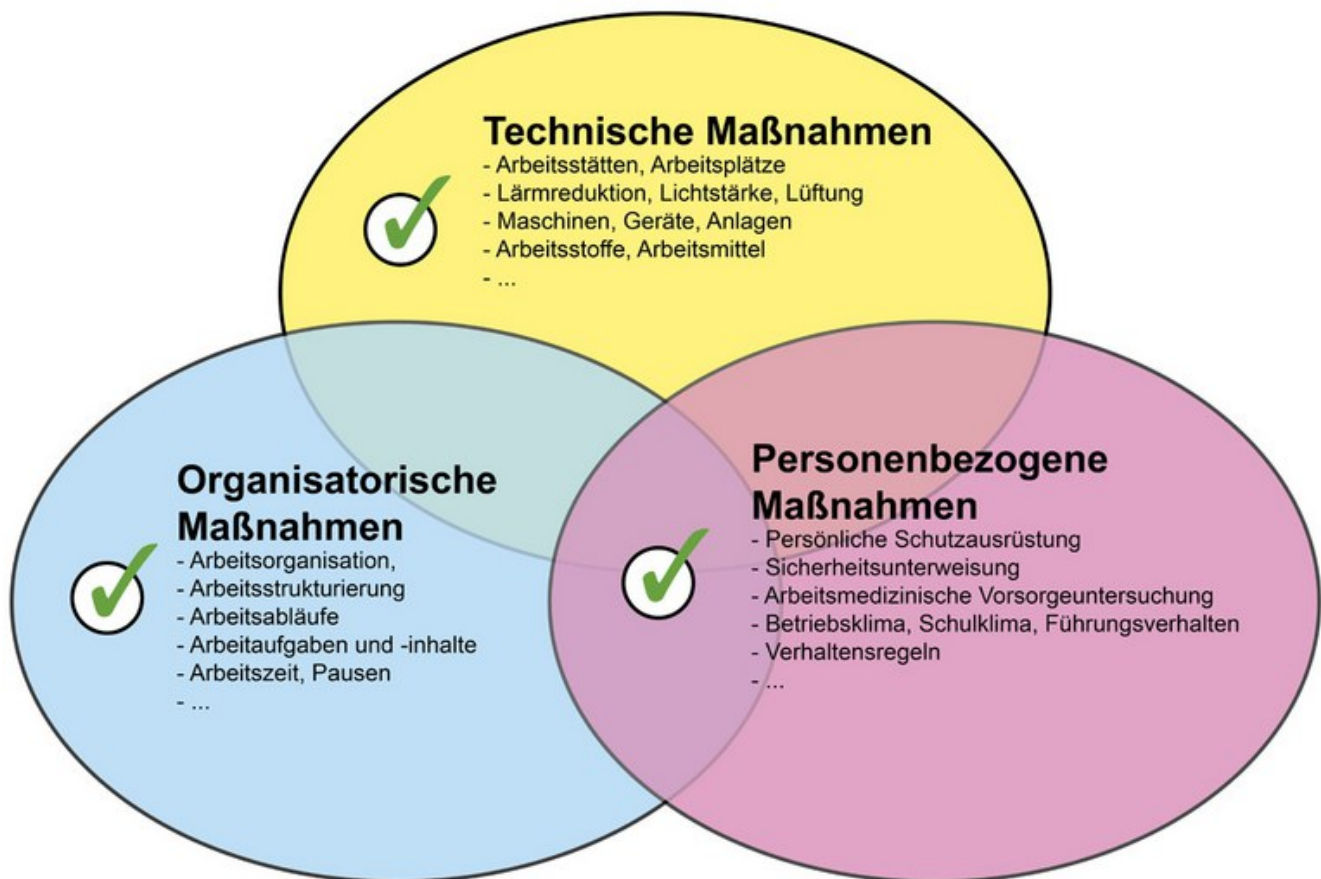 Technische Maßnahmen
- Arbeitsstätten, Arbeitsplätze
- Lärmreduktion, Lichtstärke, Lüftung
- Maschinen, Geräte, Anlagen
- Arbeitsstoffe, Arbeitsmittel
- ...
Organisatorische
Maßnahmen
- Arbeitsorganisation,
- Arbeitsstrukturierung
- Arbeitsabläufe
- Arbeitaufgaben und -inhalte
- Arbeitszeit, Pausen
- ...
Personenbezogene
Maßnahmen
- Persönliche Schutzausrüstung
- Sicherheitsunterweisung
- Arbeitsmedizinische Vorsorgeuntersuchung
- Betriebsklima, Schulklima, Führungsverhalten
- Verhaltensregeln
- ...